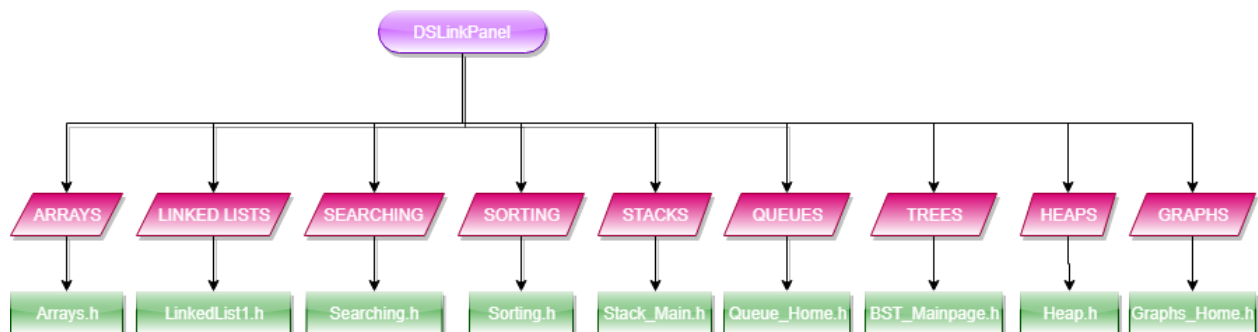 DSLinkPanel
ARRAYS
LINKED LISTS
SEARCHING
SORTING
STACKS
QUEUES
TREES
HEAPS
GRAPHS
Arrays.h
LinkedList1.h
Searching.h
Sorting.h
Stack_Main.h
Queue_Home.h
BST_Mainpage.h
Heap.h
Graphs_Home.h